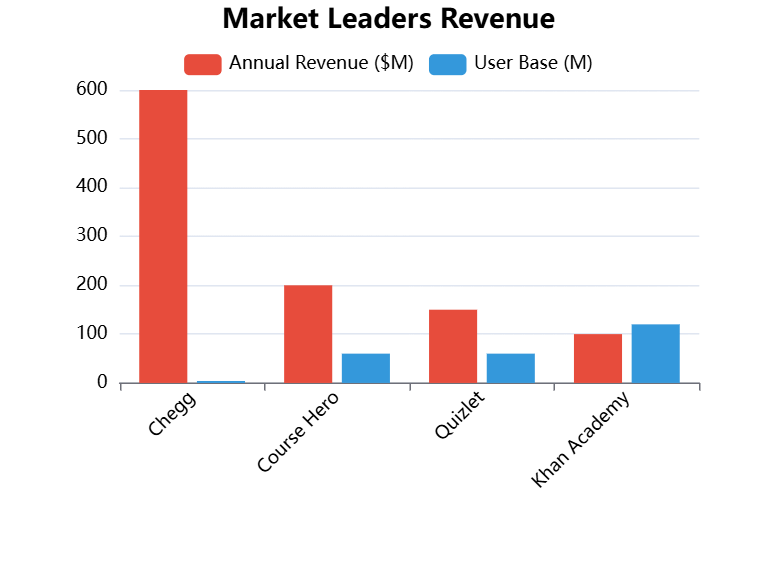 Market Leaders Revenue
Annual Revenue ($M) User Base (M)
600
500
400
300
200
100
0
Chegg
Course Hero
Quizlet
Khan Academy